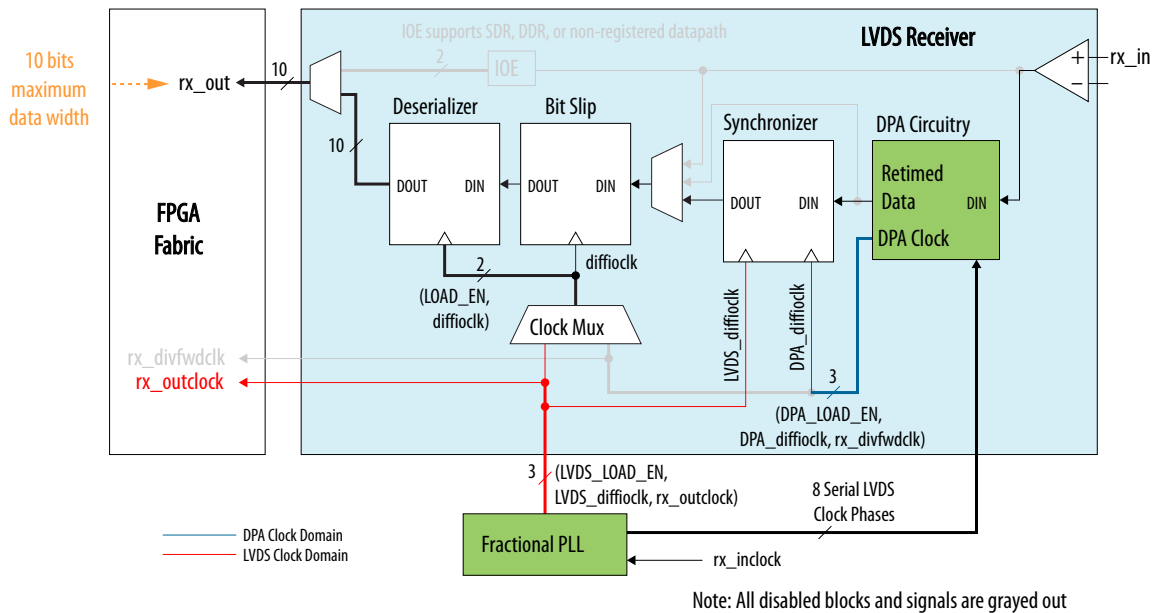 IOE supports SDR, DDR, or non-registered datapath
LVDS Receiver
10 bits
maximum
data width
rx_out
10
2
IOE
+
−
rx_in
Deserializer
Bit Slip
Synchronizer
DPA Circuitry
10
DOUT
DIN
DOUT
DIN
DOUT
DIN
Retimed
Data
DIN
DPA Clock
FPGA
Fabric
2
(LOAD_EN,
diffioclk)
diffioclk
Clock Mux
LVDS_diffioclk
DPA_diffioclk
rx_divfwdclk
rx_outclock
3
(DPA_LOAD_EN,
DPA_diffioclk, rx_divfwdclk)
3
(LVDS_LOAD_EN,
LVDS_diffioclk, rx_outclock)
8 Serial LVDS
Clock Phases
DPA Clock Domain
LVDS Clock Domain
Fractional PLL
rx_inclock
Note: All disabled blocks and signals are grayed out